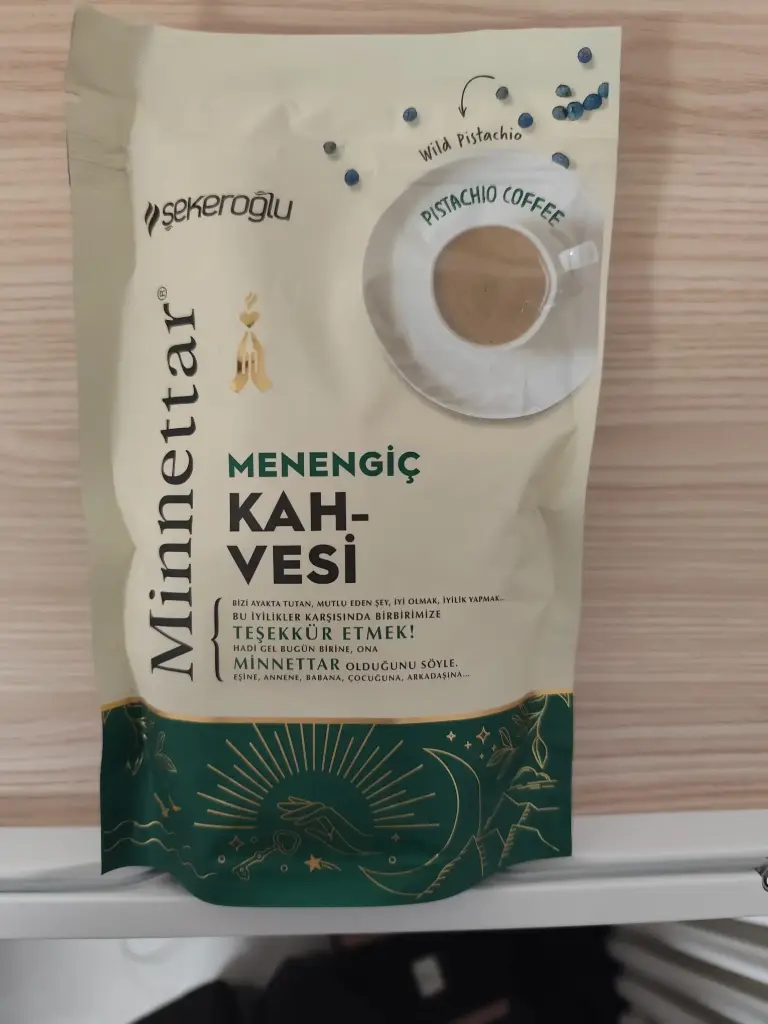 Wild Pistachio
PISTACHIO COFFEE
şekeroğlu
Minnettar®
MENENGİÇ
KAH-
VESİ
BİZİ AYAKTA TUTAN, MUTLU EDEN ŞEY, İYİ OLMAK, İYİLİK YAPMAK..
BU İYİLİKLER KARŞISINDA BİRBİRİMİZE
TEŞEKKÜR ETMEK!
HADİ GEL BUGÜN BİRİNE, ONA
MİNNETTAR OLDUĞUNU SÖYLE.
EŞİNE, ANNENE, BABANA, ÇOCUĞUNA, ARKADAŞINA...